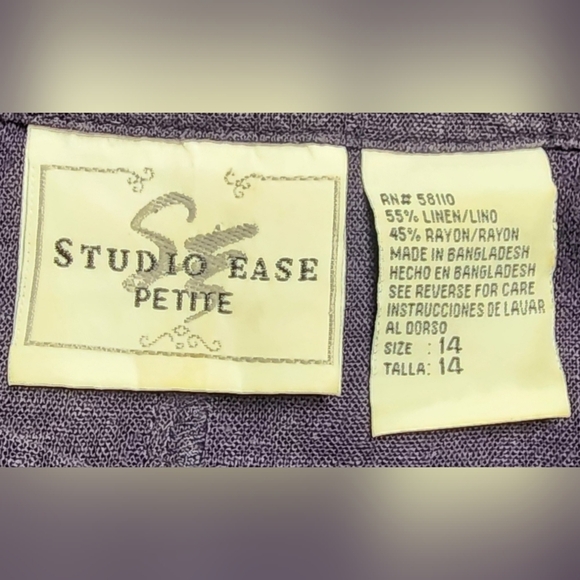 SE
STUDIO EASE
PETITE
RN# 58110
55% LINEN/LINO
45% RAYON/RAYON
MADE IN BANGLADESH
HECHO EN BANGLADESH
SEE REVERSE FOR CARE
INSTRUCCIONES DE LAVAR
AL DORSO
SIZE : 14
TALLA: 14